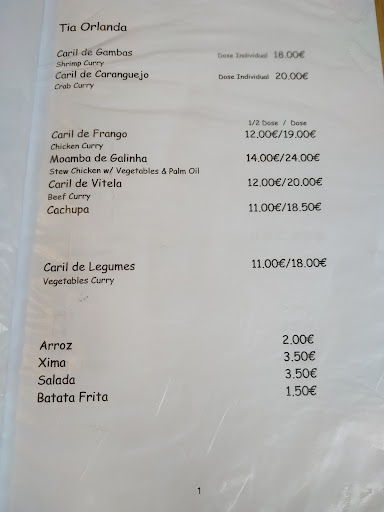 Tia Orlanda
Caril de Gambas Dose Individual 18.00€
Shrimp Curry
Caril de Caranguejo Dose Individual 20.00€
Crab Curry
1/2 Dose / Dose
Caril de Frango 12.00€/19.00€
Chicken Curry
Moamba de Galinha 14.00€/24.00€
Stew Chicken w/ Vegetables & Palm Oil
Caril de Vitela 12.00€/20.00€
Beef Curry
Cachupa 11.00€/18.50€
Caril de Legumes 11.00€/18.00€
Vegetables Curry
Arroz 2.00€
Xima 3.50€
Salada 3.50€
Batata Frita 1.50€
1